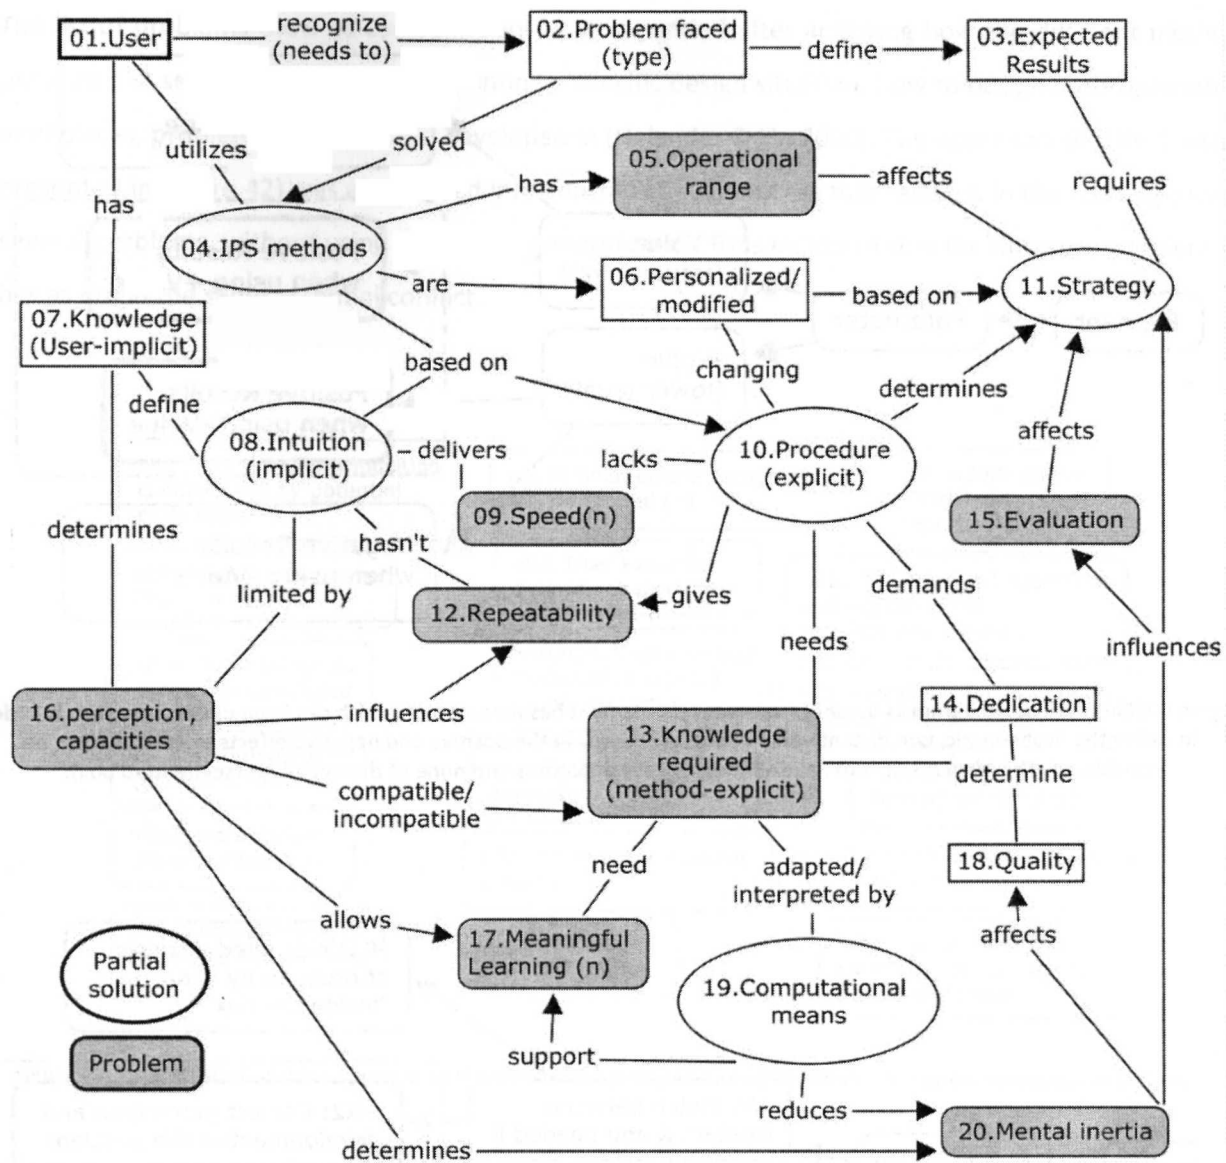 01.User
recognize
(needs to)
02.Problem faced
(type)
define
03.Expected
Results
utilizes
solved
has
05.Operational
range
affects
requires
has
04.IPS methods
are
06.Personalized/
modified
based on
11.Strategy
07.Knowledge
(User-implicit)
based on
changing
determines
define
08.Intuition
(implicit)
delivers
lacks
10.Procedure
(explicit)
affects
09.Speed(n)
15.Evaluation
determines
hasn't
limited by
12.Repeatability
gives
demands
needs
influences
16.perception,
capacities
influences
13.Knowledge
required
(method-explicit)
14.Dedication
determine
compatible/
incompatible
need
adapted/
interpreted by
18.Quality
allows
17.Meaningful
Learning (n)
affects
Partial
solution
19.Computational
means
Problem
support
reduces
20.Mental inertia
determines